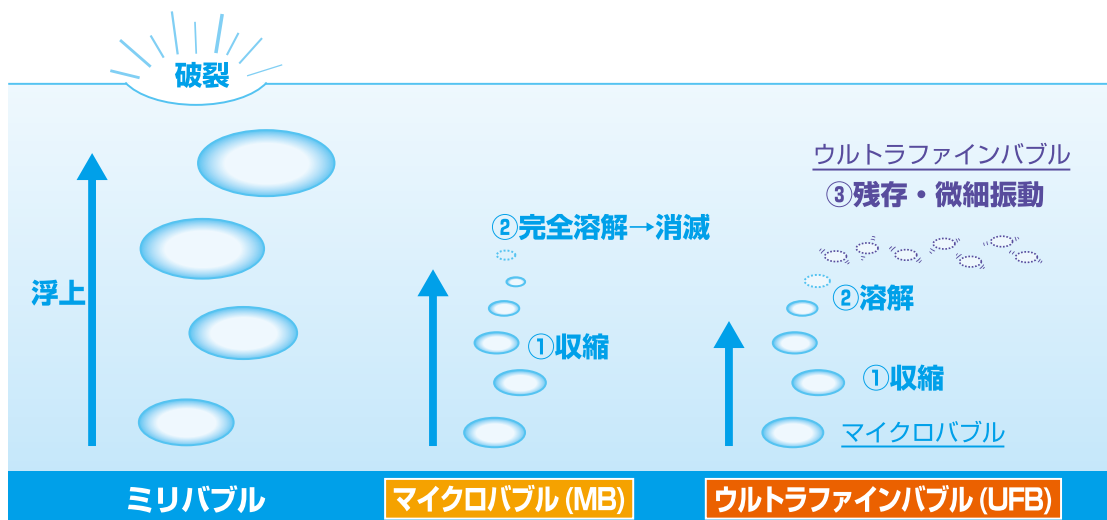 破裂
浮上
ミリバブル
②完全溶解→消滅
①収縮
マイクロバブル(MB)
ウルトラファインバブル
③残存・微細振動
②溶解
①収縮
マイクロバブル
ウルトラファインバブル(UFB)